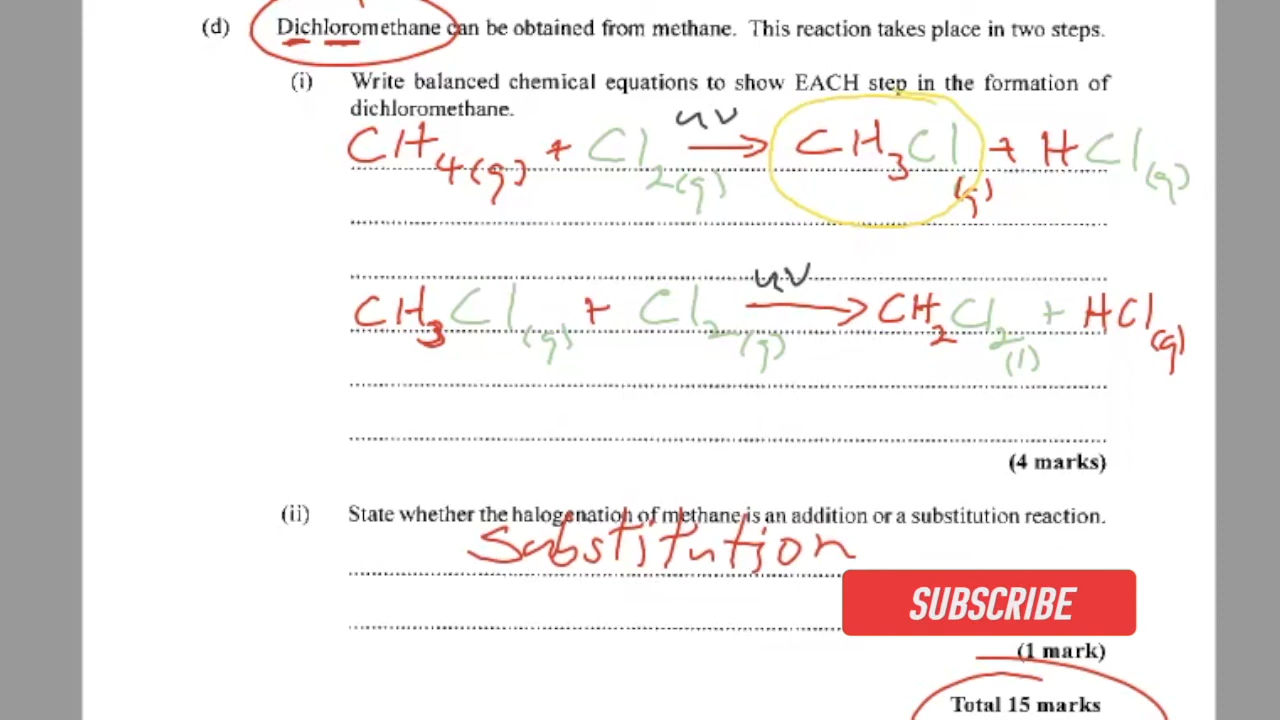 (d) Dichloromethane can be obtained from methane. This reaction takes place in two steps.
(i) Write balanced chemical equations to show EACH step in the formation of
dichloromethane.
uv
CH4(g) + Cl2(g) → CH3Cl(g) + HCl(g)
uv
CH3Cl(g) + Cl2(g) → CH2Cl2(l) + HCl(g)
(4 marks)
(ii) State whether the halogenation of methane is an addition or a substitution reaction.
Substitution
SUBSCRIBE
(1 mark)
Total 15 marks